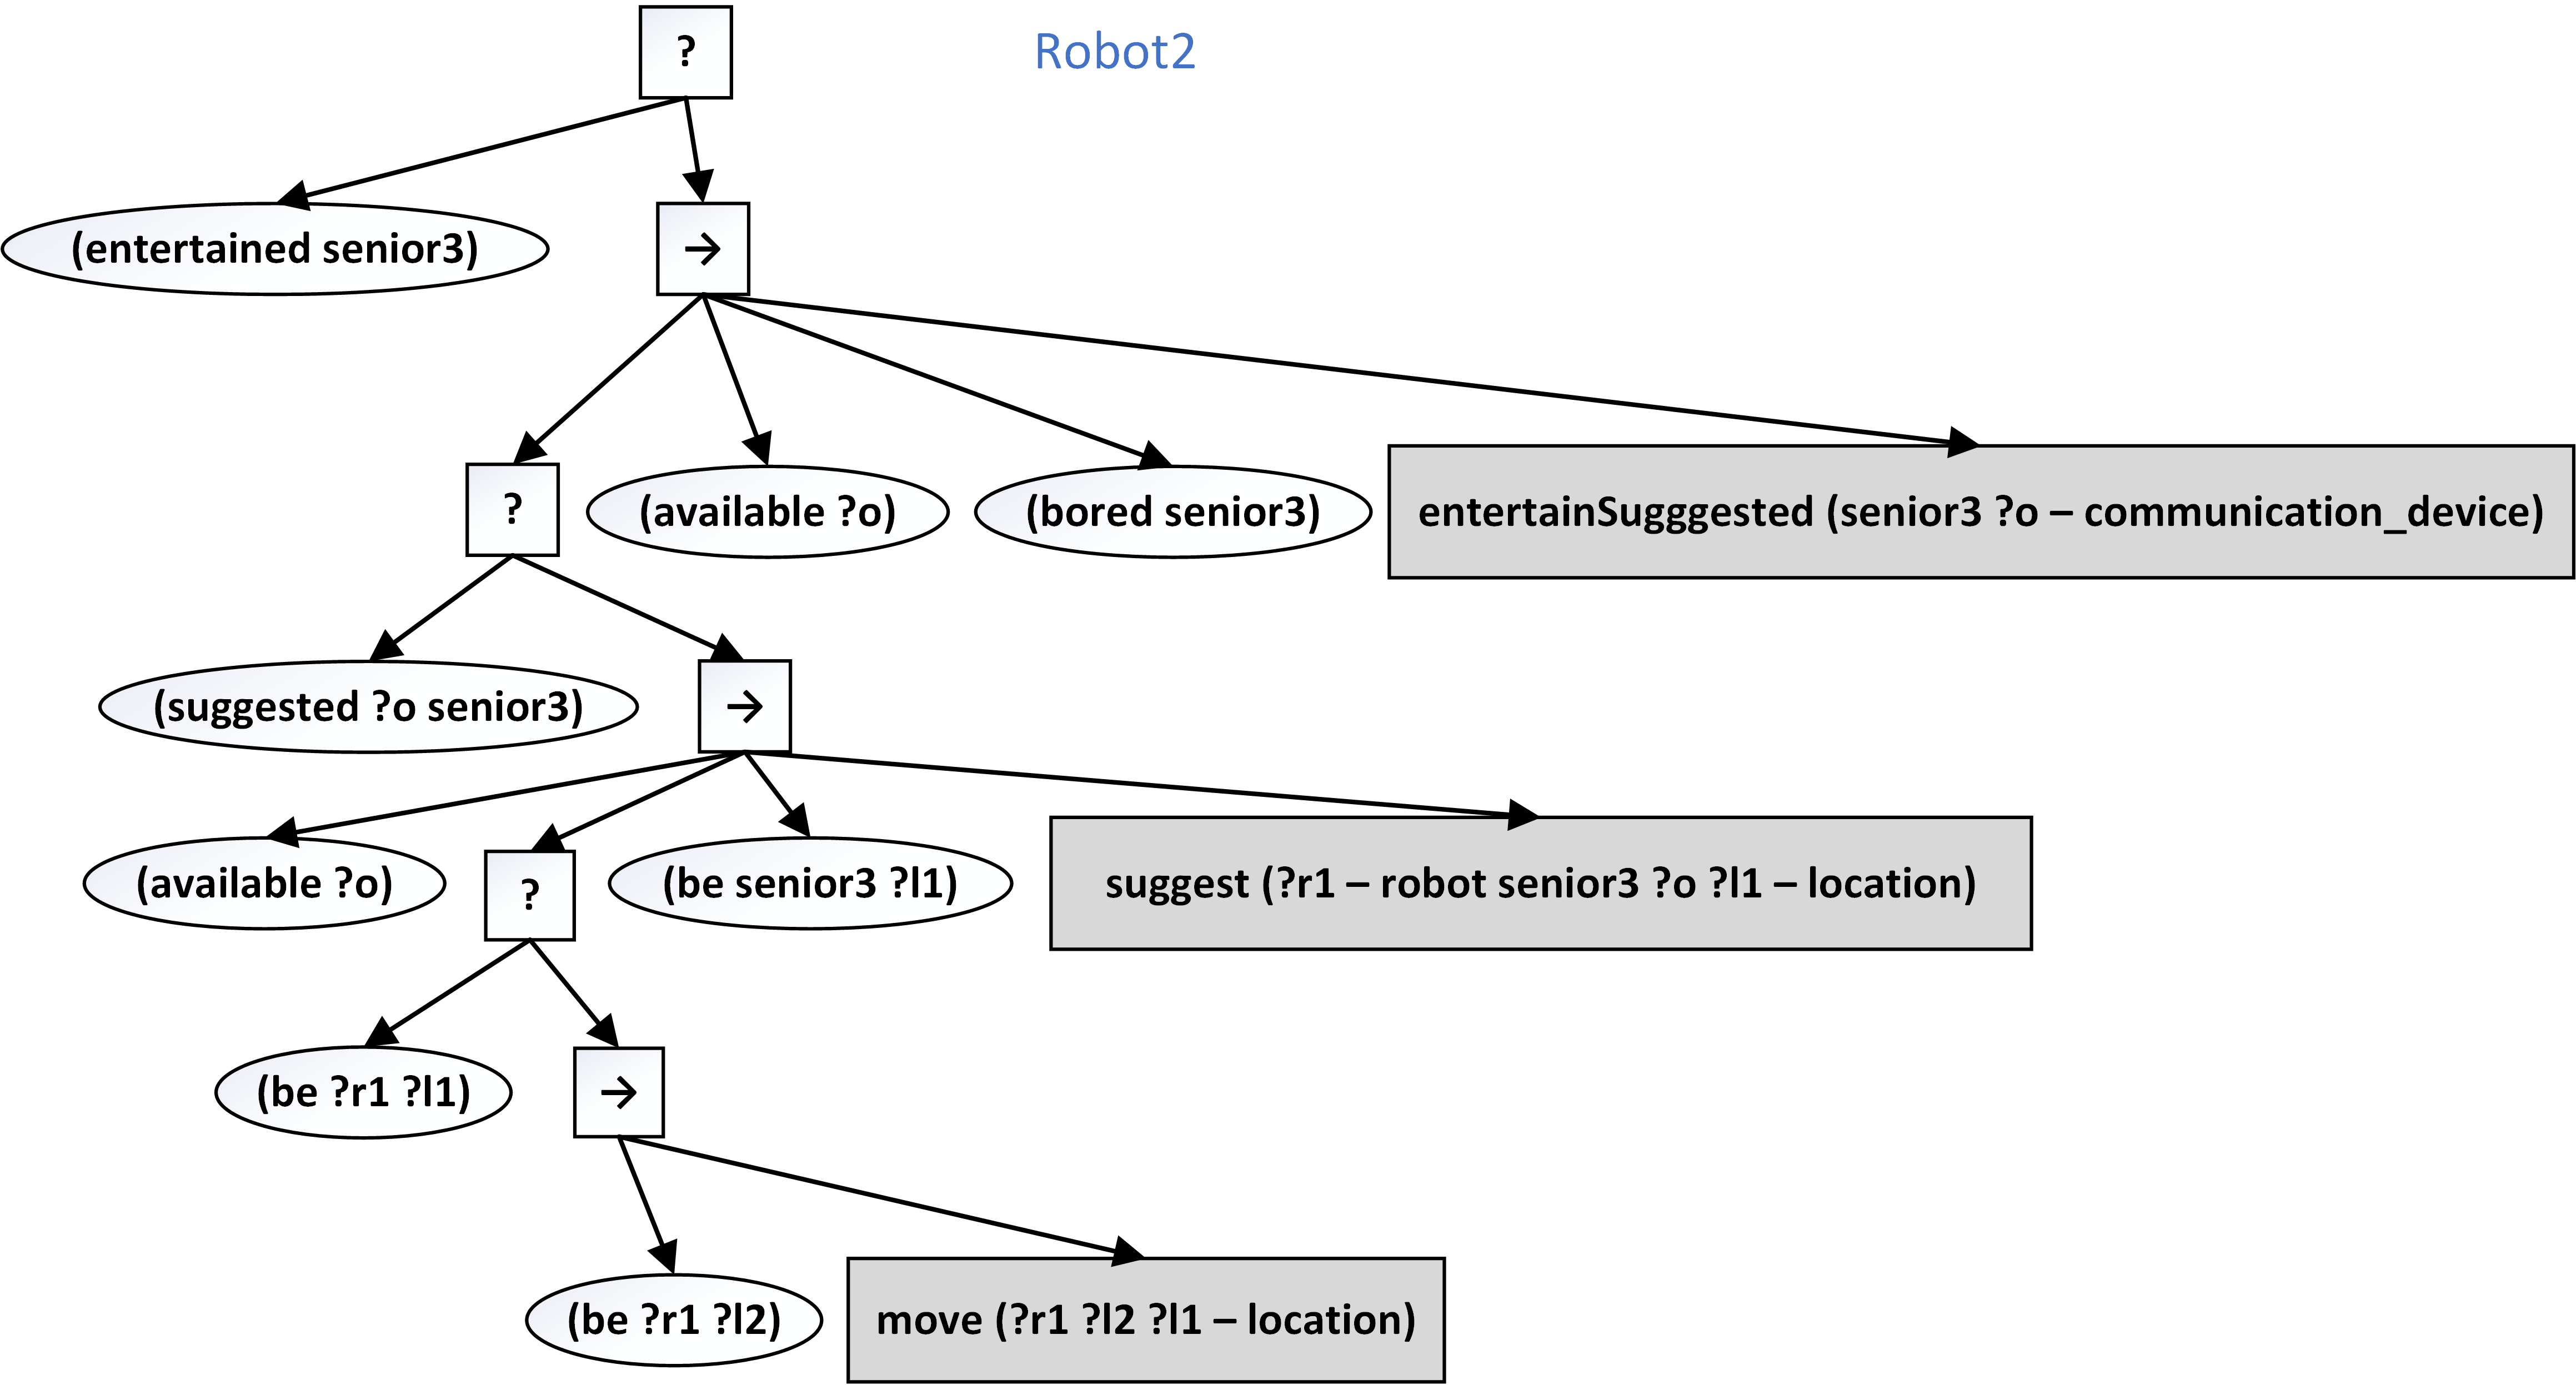 ?
Robot2
(entertained senior3)
→
?
(available ?o)
(bored senior3)
entertainSugggested (senior3 ?o – communication_device)
(suggested ?o senior3)
→
(available ?o)
?
(be senior3 ?l1)
suggest (?r1 – robot senior3 ?o ?l1 – location)
(be ?r1 ?l1)
→
(be ?r1 ?l2)
move (?r1 ?l2 ?l1 – location)